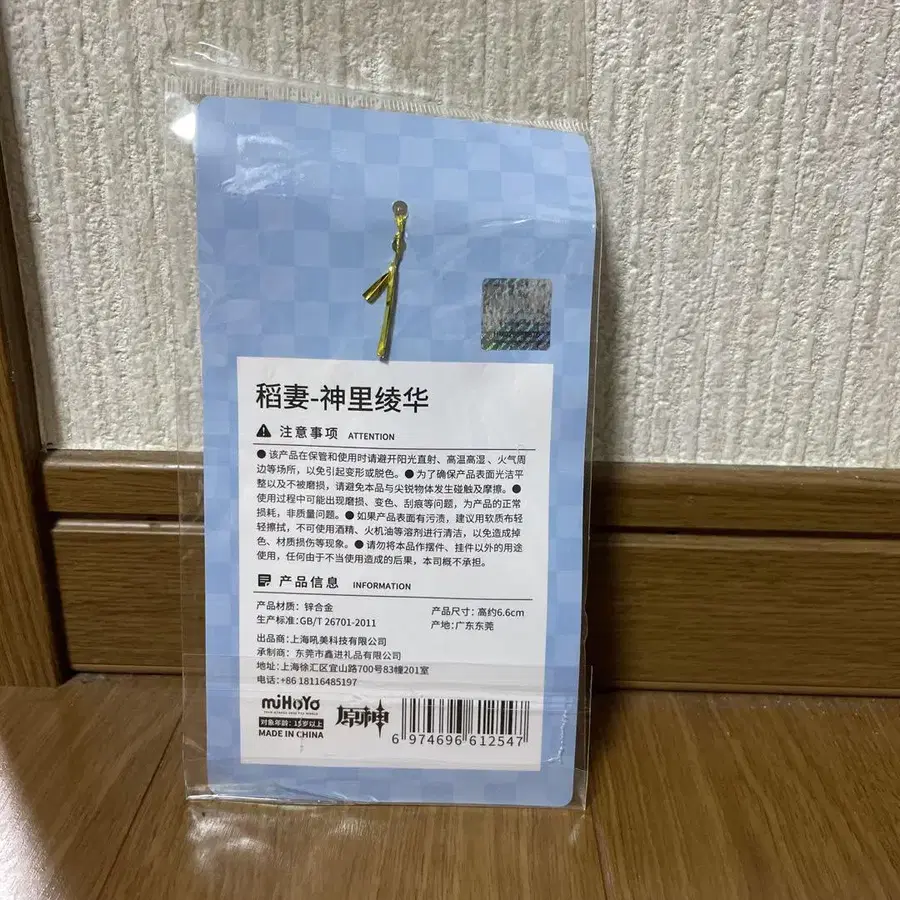 稻妻-神里绫华
注意事项 ATTENTION
● 该产品在保管和使用时请避开阳光直射、高温高湿、火气周
边等场所，以免引起变形或脱色。● 为了确保产品表面光洁平
整以及不被磨损，请避免本品与尖锐物体发生碰触及摩擦。●
使用过程中可能出现磨损、变色、刮痕等问题，为产品的正常
损耗，非质量问题。● 如果产品表面有污渍，建议用软质布轻
轻擦拭，不可使用酒精、火机油等溶剂进行清洁，以免造成掉
色、材质损伤等现象。● 请勿将本品作摆件、挂件以外的用途
使用，任何由于不当使用造成的后果，本司概不承担。
产品信息 INFORMATION
产品材质：锌合金 产品尺寸：高约6.6cm
生产标准：GB/T 26701-2011 产地：广东东莞
出品商：上海吼美科技有限公司
承制商：东莞市鑫进礼品有限公司
地址：上海徐汇区宜山路700号83幢201室
电话：+86 18116485197
miHoYo
对象年龄：15岁以上
MADE IN CHINA
原神
6 974696 612547